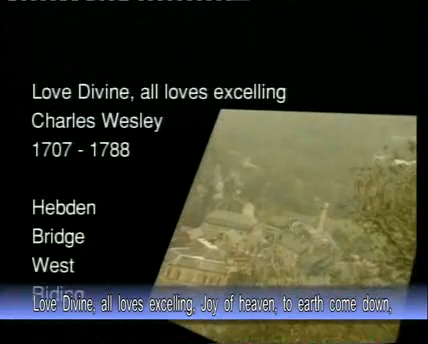 Love Divine, all loves excelling
Charles Wesley
1707 - 1788
Hebden
Bridge
West
Riding
Love Divine, all loves excelling, Joy of heaven, to earth come down,